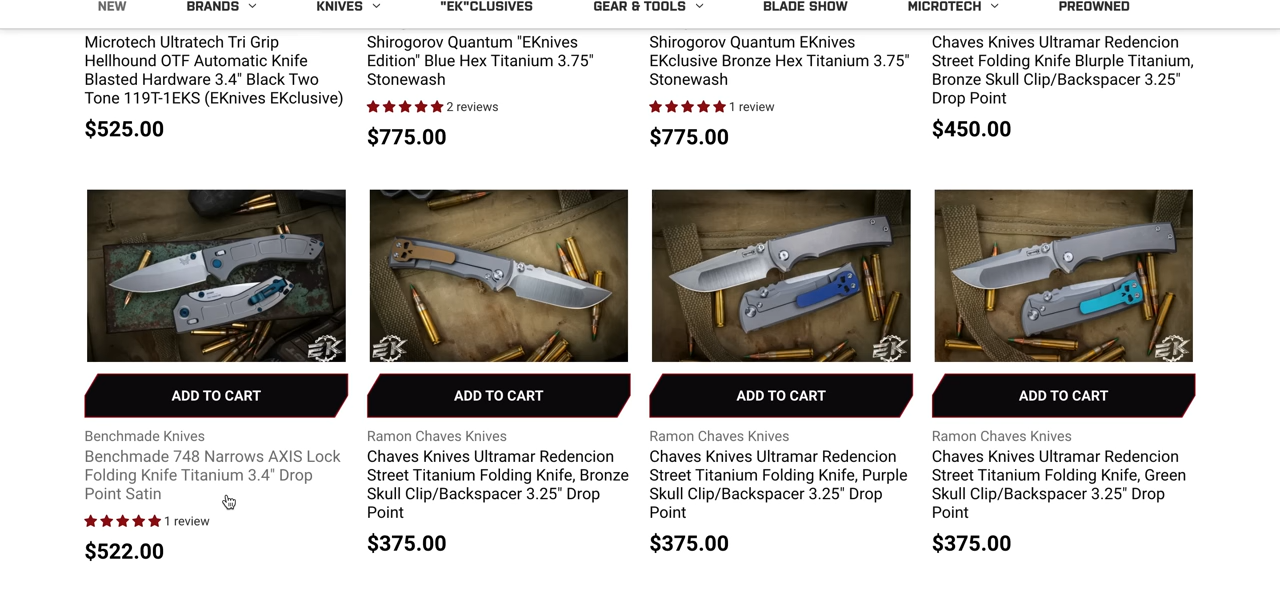 NEW BRANDS KNIVES "EK"CLUSIVES GEAR & TOOLS BLADE SHOW MICROTECH PREOWNED
Microtech Ultratech Tri Grip
Hellhound OTF Automatic Knife
Blasted Hardware 3.4" Black Two
Tone 119T-1EKS (EKnives EKclusive)
$525.00
Shirogorov Quantum "EKnives
Edition" Blue Hex Titanium 3.75"
Stonewash
2 reviews
$775.00
Shirogorov Quantum EKnives
EKclusive Bronze Hex Titanium 3.75"
Stonewash
1 review
$775.00
Chaves Knives Ultramar Redencion
Street Folding Knife Blurple Titanium,
Bronze Skull Clip/Backspacer 3.25"
Drop Point
$450.00
EK
EK
EK
EK
ADD TO CART
Benchmade Knives
Benchmade 748 Narrows AXIS Lock
Folding Knife Titanium 3.4" Drop
Point Satin
1 review
$522.00
ADD TO CART
Ramon Chaves Knives
Chaves Knives Ultramar Redencion
Street Titanium Folding Knife, Bronze
Skull Clip/Backspacer 3.25" Drop
Point
$375.00
ADD TO CART
Ramon Chaves Knives
Chaves Knives Ultramar Redencion
Street Titanium Folding Knife, Purple
Skull Clip/Backspacer 3.25" Drop
Point
$375.00
ADD TO CART
Ramon Chaves Knives
Chaves Knives Ultramar Redencion
Street Titanium Folding Knife, Green
Skull Clip/Backspacer 3.25" Drop
Point
$375.00